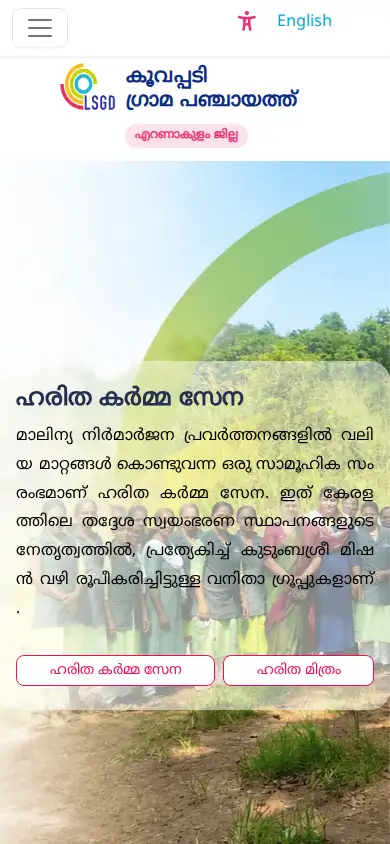 English
LSGD
കൂവപ്പടി
ഗ്രാമ പഞ്ചായത്ത്
എറണാകുളം ജില്ല
ഹരിത കർമ്മ സേന
മാലിന്യ നിർമാർജന പ്രവർത്തനങ്ങളിൽ വലി
യ മാറ്റങ്ങൾ കൊണ്ടുവന്ന ഒരു സാമൂഹിക സം
രംഭമാണ് ഹരിത കർമ്മ സേന. ഇത് കേരള
ത്തിലെ തദ്ദേശ സ്വയംഭരണ സ്ഥാപനങ്ങളുടെ
നേതൃത്വത്തിൽ, പ്രത്യേകിച്ച് കുടുംബശ്രീ മിഷ
ൻ വഴി രൂപീകരിച്ചിട്ടുള്ള വനിതാ ഗ്രൂപ്പുകളാണ്
.
ഹരിത കർമ്മ സേന
ഹരിത മിത്രം